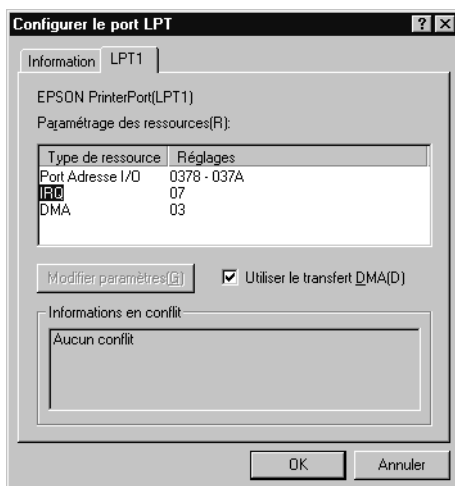 Configurer le port LPT
Information LPT1
EPSON PrinterPort(LPT1)
Paramétrage des ressources(R):
Type de ressource Réglages
Port Adresse I/O 0378 - 037A
IRQ 07
DMA 03
Modifier paramètres(G) Utiliser le transfert DMA(D)
Informations en conflit
Aucun conflit
OK Annuler